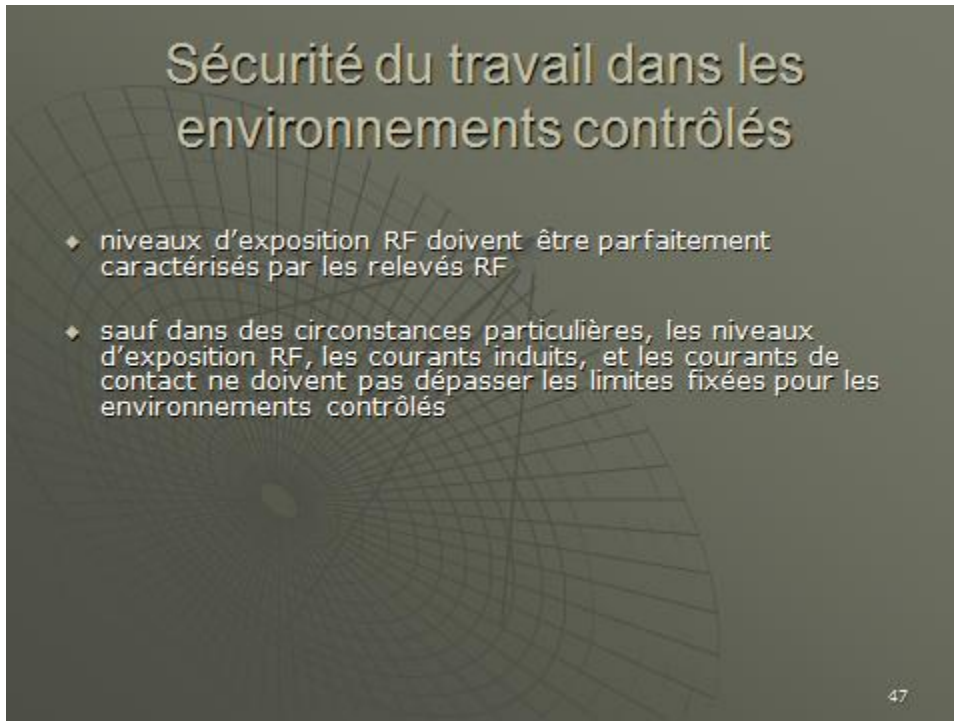 Sécurité du travail dans les
environnements contrôlés
niveaux d'exposition RF doivent être parfaitement
caractérisés par les relevés RF
sauf dans des circonstances particulières, les niveaux
d'exposition RF, les courants induits, et les courants de
contact ne doivent pas dépasser les limites fixées pour les
environnements contrôlés
47